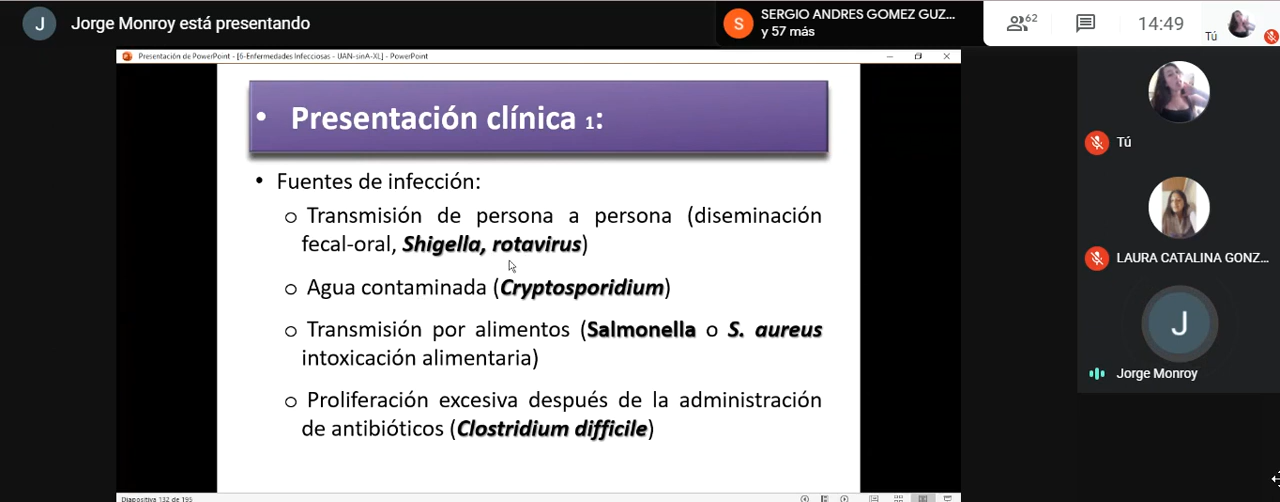 J Jorge Monroy está presentando
S SERGIO ANDRES GOMEZ GUZ...
y 57 más
62
14:49
Tú
Presentación de PowerPoint - [6-Enfermedades Infecciosas - UAN-sinA-XL] - PowerPoint
• Presentación clínica 1:
• Fuentes de infección:
o Transmisión de persona a persona (diseminación
fecal-oral, Shigella, rotavirus)
o Agua contaminada (Cryptosporidium)
o Transmisión por alimentos (Salmonella o S. aureus
intoxicación alimentaria)
o Proliferación excesiva después de la administración
de antibióticos (Clostridium difficile)
Diapositiva 132 de 195
Tú
LAURA CATALINA GONZ...
J
Jorge Monroy